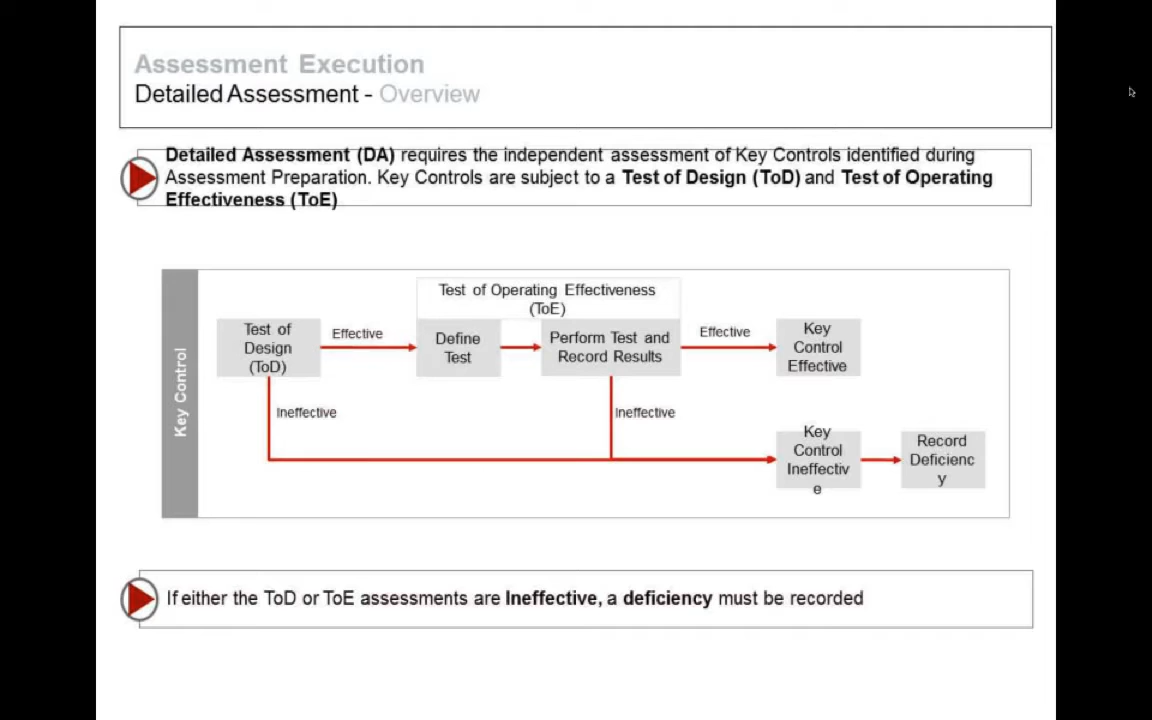 Assessment Execution
Detailed Assessment - Overview
Detailed Assessment (DA) requires the independent assessment of Key Controls identified during
Assessment Preparation. Key Controls are subject to a Test of Design (ToD) and Test of Operating
Effectiveness (ToE)
Key Control
Test of Operating Effectiveness
(ToE)
Test of
Design
(ToD)
Effective
Define
Test
Perform Test and
Record Results
Effective
Key
Control
Effective
Ineffective
Ineffective
Key
Control
Ineffectiv
e
Record
Deficienc
y
If either the ToD or ToE assessments are Ineffective, a deficiency must be recorded